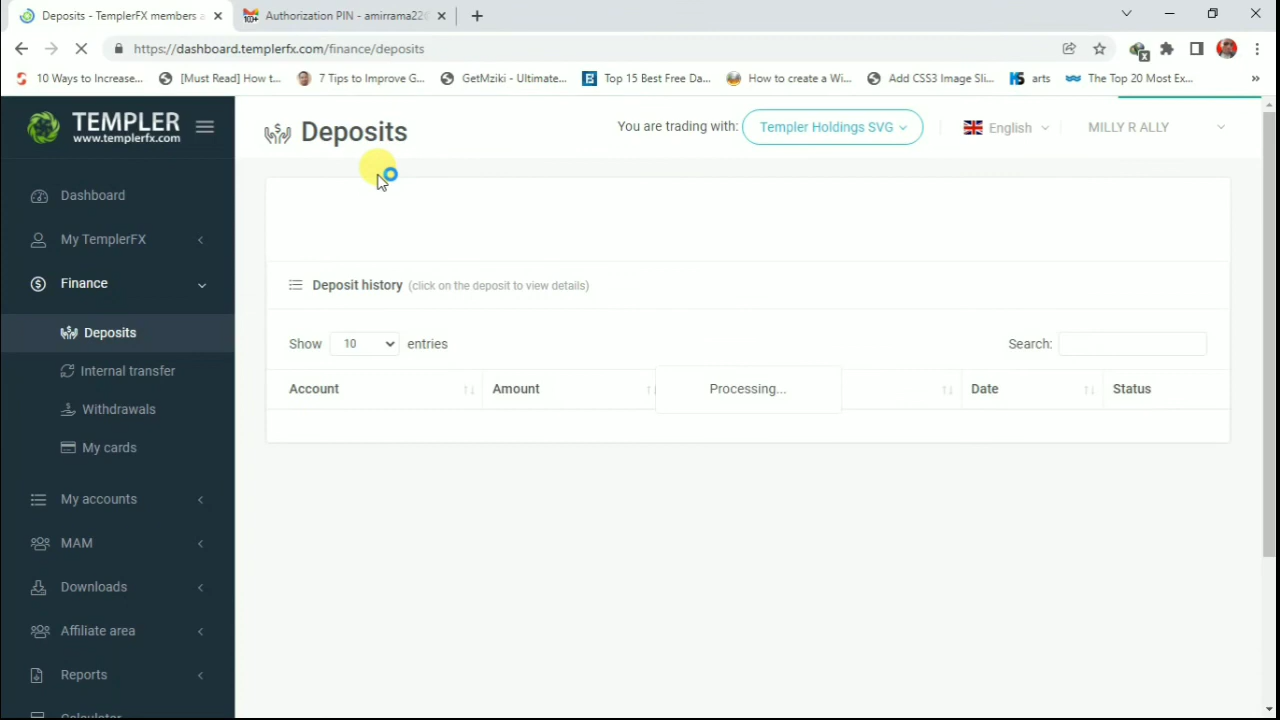 Deposits - TemplerFX members a
Authorization PIN - amirrama220
https://dashboard.templerfx.com/finance/deposits
10 Ways to Increase...
[Must Read] How t...
7 Tips to Improve G...
GetMziki - Ultimate...
Top 15 Best Free Da...
How to create a Wi...
Add CSS3 Image Sli...
arts
The Top 20 Most Ex...
TEMPLER
www.templerfx.com
Deposits
You are trading with:
Templer Holdings SVG
English
MILLY R ALLY
Dashboard
My TemplerFX
Finance
Deposits
Internal transfer
Withdrawals
My cards
My accounts
MAM
Downloads
Affiliate area
Reports
Calculator
Deposit history (click on the deposit to view details)
Show 10 entries
Search:
Account
Amount
Processing...
Date
Status